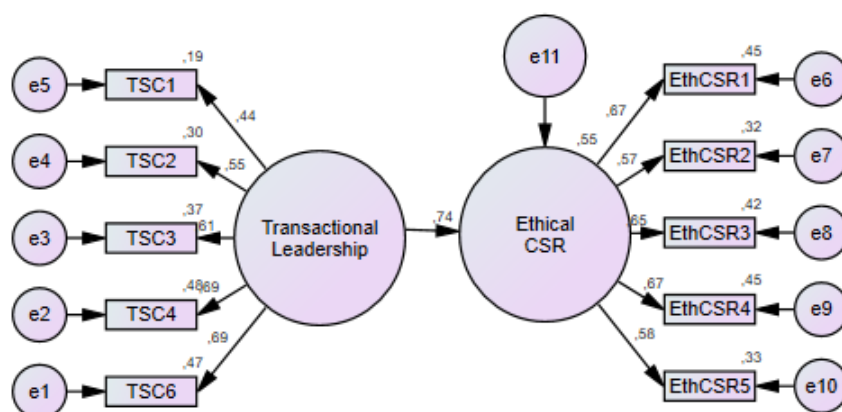 ,19
e5
TSC1
,44
,30
e4
TSC2
,55
,37
e3
TSC3
,61
,48
e2
TSC4
,69
,47
e1
TSC6
,69
Transactional
Leadership
,74
e11
,55
Ethical
CSR
,45
,67
EthCSR1
e6
,32
,57
EthCSR2
e7
,42
,65
EthCSR3
e8
,45
,67
EthCSR4
e9
,33
,58
EthCSR5
e10